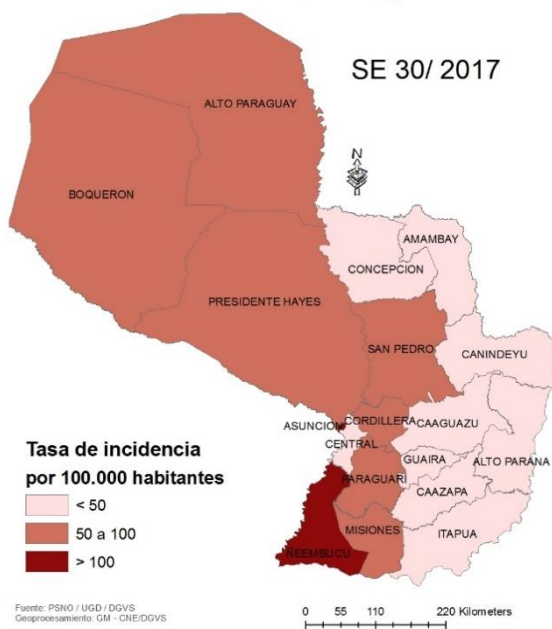 SE 30/ 2017
ALTO PARAGUAY
N
BOQUERON
AMAMBAY
CONCEPCION
PRESIDENTE HAYES
SAN PEDRO
CANINDEYU
ASUNCION
CORDILLERA
CAAGUAZU
CENTRAL
GUAIRA
ALTO PARANA
PARAGUARI
CAAZAPA
MISIONES
ITAPUA
ÑEEMBUCU
Tasa de incidencia
por 100.000 habitantes
< 50
50 a 100
> 100
Fuente: PSNO / UGD / DGVS
Geoprocesamiento: GM - CNE/DGVS
0 55 110 220 Kilometers